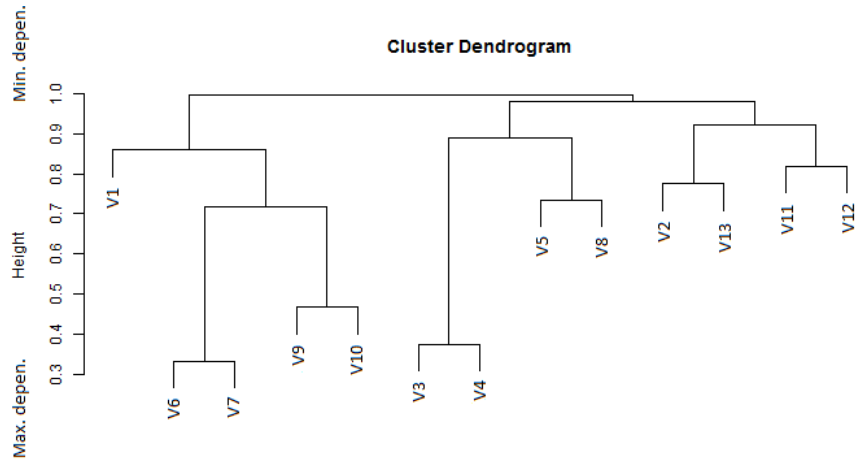 Cluster Dendrogram
Min. depen.
Height
Max. depen.
1.0
0.9
0.8
0.7
0.6
0.5
0.4
0.3
V1
V6
V7
V9
V10
V3
V4
V5
V8
V2
V13
V11
V12